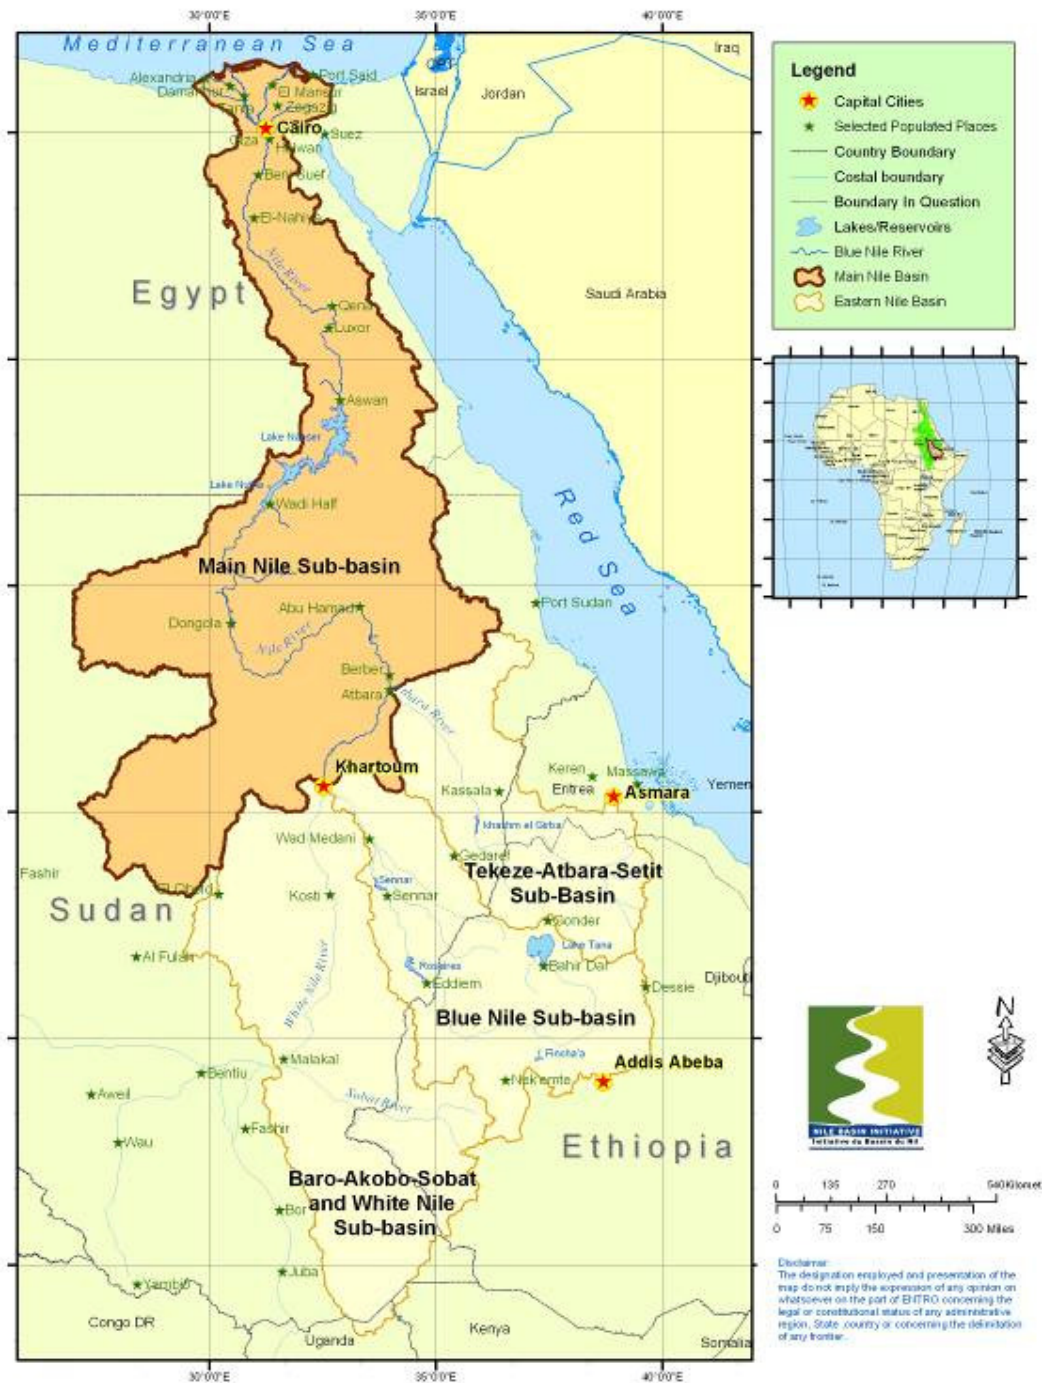 30°0'0"E 35°0'0"E 40°0'0"E
Mediterranean Sea
Iraq
Israel
Jordan
Alexandria
Port Said
El Mansur
Zagazig
Cairo
Giza
Suez
Helwan
Beni Suef
El-Nahiya
Nile River
Egypt
Saudi Arabia
Qena
Luxor
Aswan
Lake Nasser
Wadi Half
Red Sea
Main Nile Sub-basin
Abu Hamad
Port Sudan
Dongola
Nile River
Berber
Atbara
Khartoum
Keren
Massawa
Yemen
Kassala
Eritrea
Asmara
Khashm el Girba
Wad Medani
Gedaref
Tekeze-Atbara-Setit
Sub-Basin
Fashir
Sudan
Kosti
Sennar
Sennar
Gonder
Lake Tana
Al Fulah
Bahir Dar
Roseires
Eddiem
Dessie
Djibouti
White Nile River
Blue Nile Sub-basin
Addis Abeba
Fincha'a
Malakal
Bentiu
Nek'emte
Aweil
Sobat River
Fashir
Wau
Ethiopia
Baro-Akobo-Sobat
and White Nile
Sub-basin
Bor
Juba
Yambio
Congo DR
Uganda
Kenya
Somalia
30°0'0"E 35°0'0"E 40°0'0"E
Legend
Capital Cities
Selected Populated Places
Country Boundary
Costal boundary
Boundary In Question
Lakes/Reservoirs
Blue Nile River
Main Nile Basin
Eastern Nile Basin
N
NILE BASIN INITIATIVE
Initiative du Bassin du Nil
0 135 270 540 Kilomet
0 75 150 300 Miles
Disclaimer:
The designation employed and presentation of the
map do not imply the expression of any opinion on
whatsoever on the part of ENTRO concerning the
legal or constitutional status of any administrative
region, State ,country or concerning the delimitation
of any frontier.